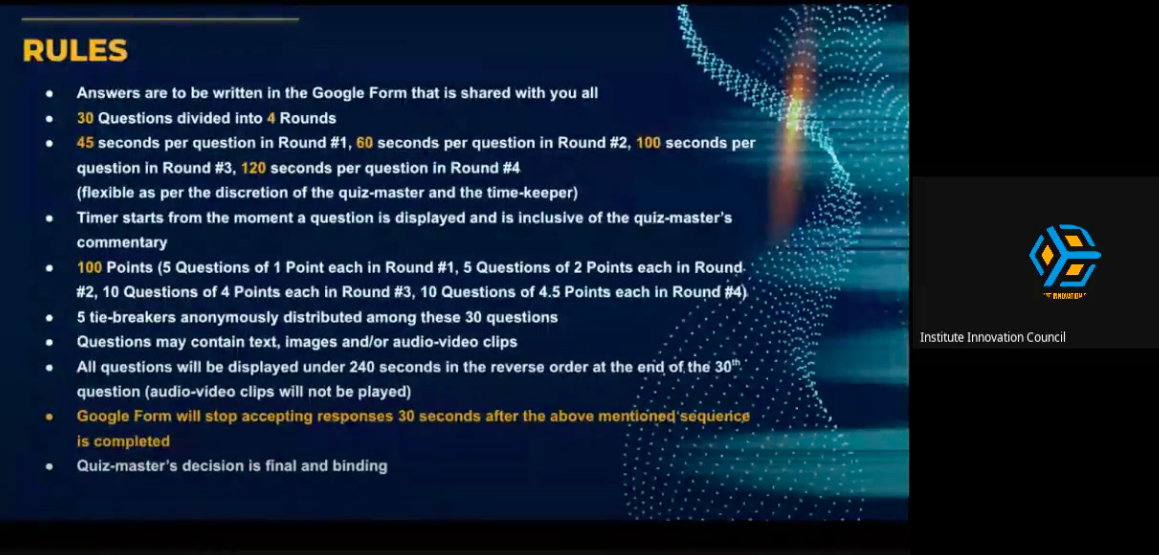 RULES
• Answers are to be written in the Google Form that is shared with you all
• 30 Questions divided into 4 Rounds
• 45 seconds per question in Round #1, 60 seconds per question in Round #2, 100 seconds per
question in Round #3, 120 seconds per question in Round #4
(flexible as per the discretion of the quiz-master and the time-keeper)
• Timer starts from the moment a question is displayed and is inclusive of the quiz-master's
commentary
• 100 Points (5 Questions of 1 Point each in Round #1, 5 Questions of 2 Points each in Round
#2, 10 Questions of 4 Points each in Round #3, 10 Questions of 4.5 Points each in Round #4)
• 5 tie-breakers anonymously distributed among these 30 questions
• Questions may contain text, images and/or audio-video clips
• All questions will be displayed under 240 seconds in the reverse order at the end of the 30th
question (audio-video clips will not be played)
• Google Form will stop accepting responses 30 seconds after the above mentioned sequence
is completed
• Quiz-master's decision is final and binding
Institute Innovation Council